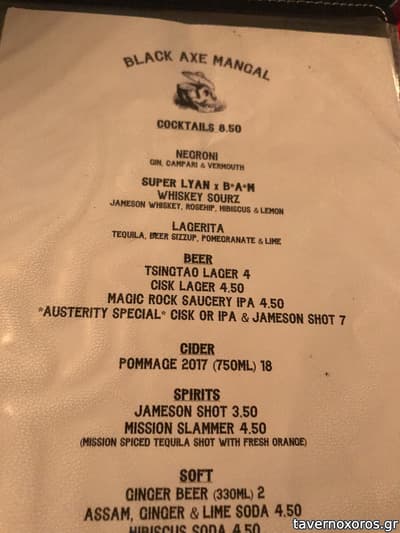 BLACK AXE MANGAL
COCKTAILS 8.50
NEGRONI
GIN, CAMPARI & VERMOUTH
SUPER LYAN x B*A*M
WHISKEY SOURZ
JAMESON WHISKEY, ROSEHIP, HIBISCUS & LEMON
LAGERITA
TEQUILA, BEER SIZZUP, POMEGRANATE & LIME
BEER
TSINGTAO LAGER 4
CISK LAGER 4.50
MAGIC ROCK SAUCERY IPA 4.50
*AUSTERITY SPECIAL* CISK OR IPA & JAMESON SHOT 7
CIDER
POMMAGE 2017 (750ML) 18
SPIRITS
JAMESON SHOT 3.50
MISSION SLAMMER 4.50
(MISSION SPICED TEQUILA SHOT WITH FRESH ORANGE)
SOFT
GINGER BEER (330ML) 2
ASSAM, GINGER & LIME SODA 4.50
HIBISCUS SODA 4.50
tavernoxoros.gr